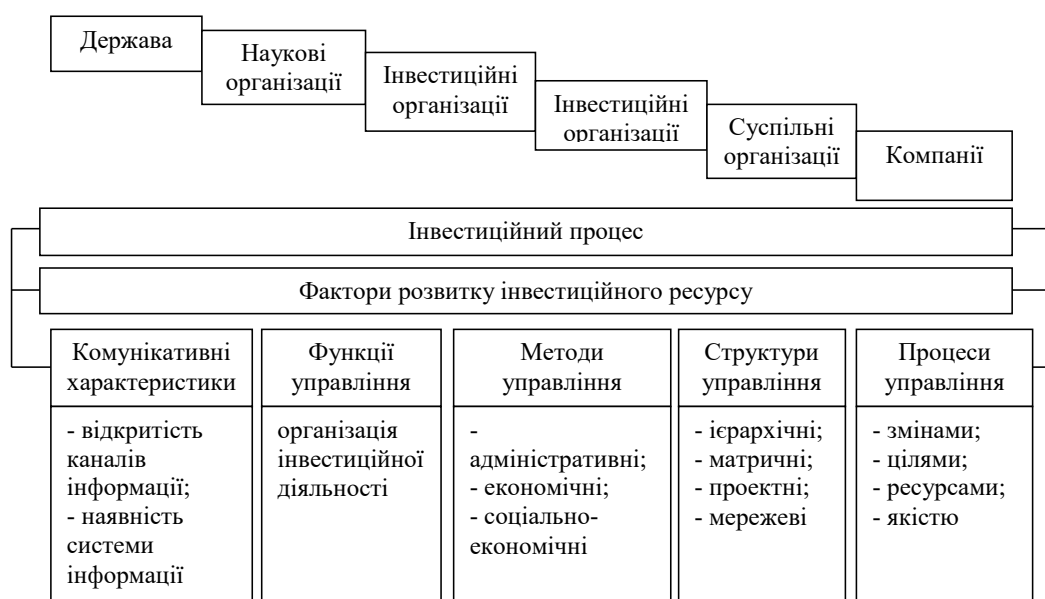 Держава
Наукові
організації
Інвестиційні
організації
Інвестиційні
організації
Суспільні
організації
Компанії
Інвестиційний процес
Фактори розвитку інвестиційного ресурсу
Комунікативні
характеристики
Функції
управління
Методи
управління
Структури
управління
Процеси
управління
- відкритість
каналів
інформації;
- наявність
системи
інформації
організація
інвестиційної
діяльності
-
адміністративні;
- економічні;
- соціально-
економічні
- ієрархічні;
- матричні;
- проектні;
- мережеві
- змінами;
- цілями;
- ресурсами;
- якістю